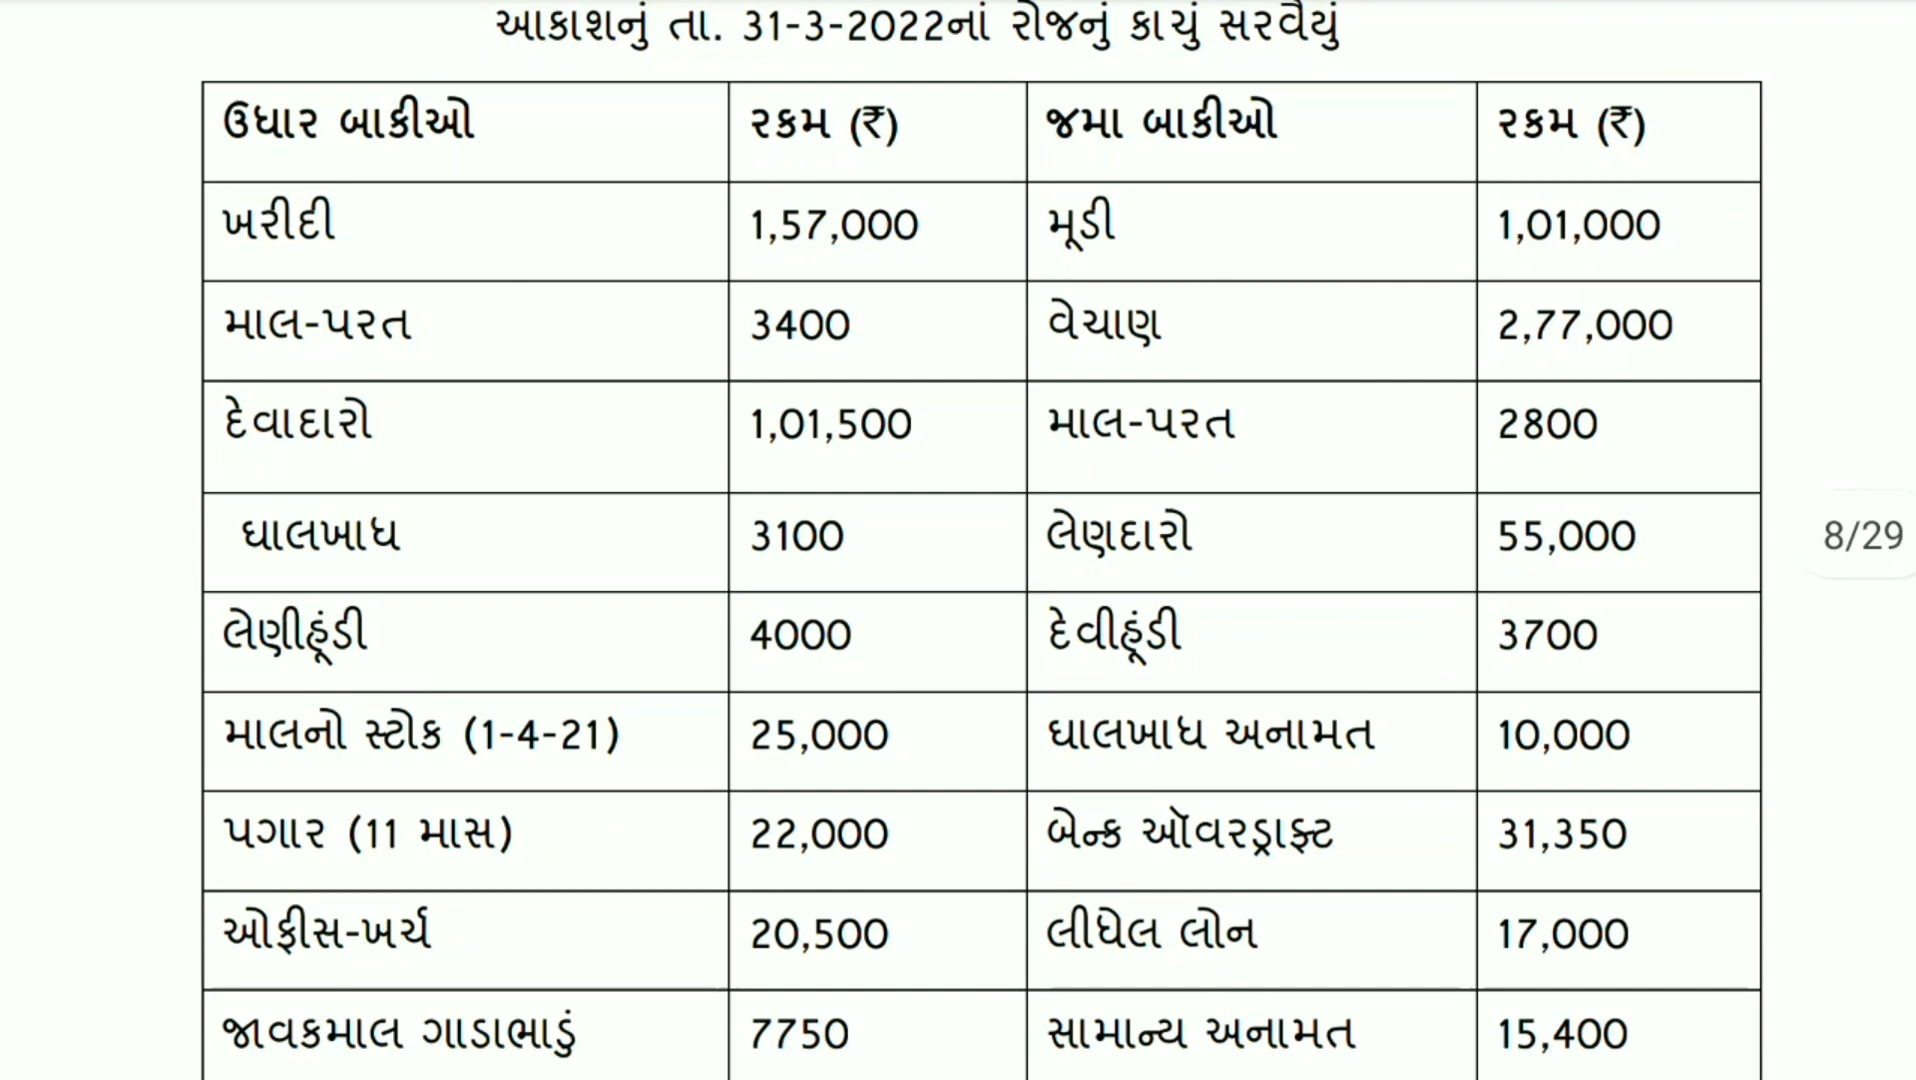 આકાશનું તા. 31-3-2022નાં રોજનું કાચું સરવૈયું
ઉધાર બાકીઓ રકમ (₹) જમા બાકીઓ રકમ (₹)
ખરીદી 1,57,000 મૂડી 1,01,000
માલ-પરત 3400 વેચાણ 2,77,000
દેવાદારો 1,01,500 માલ-પરત 2800
ઘાલખાધ 3100 લેણદારો 55,000
8/29
લેણીહૂંડી 4000 દેવીહૂંડી 3700
માલનો સ્ટોક (1-4-21) 25,000 ઘાલખાધ અનામત 10,000
પગાર (11 માસ) 22,000 બેન્ક ઑવરડ્રાફ્ટ 31,350
ઓફીસ-ખર્ચ 20,500 લીધેલ લોન 17,000
જાવકમાલ ગાડાભાડું 7750 સામાન્ય અનામત 15,400